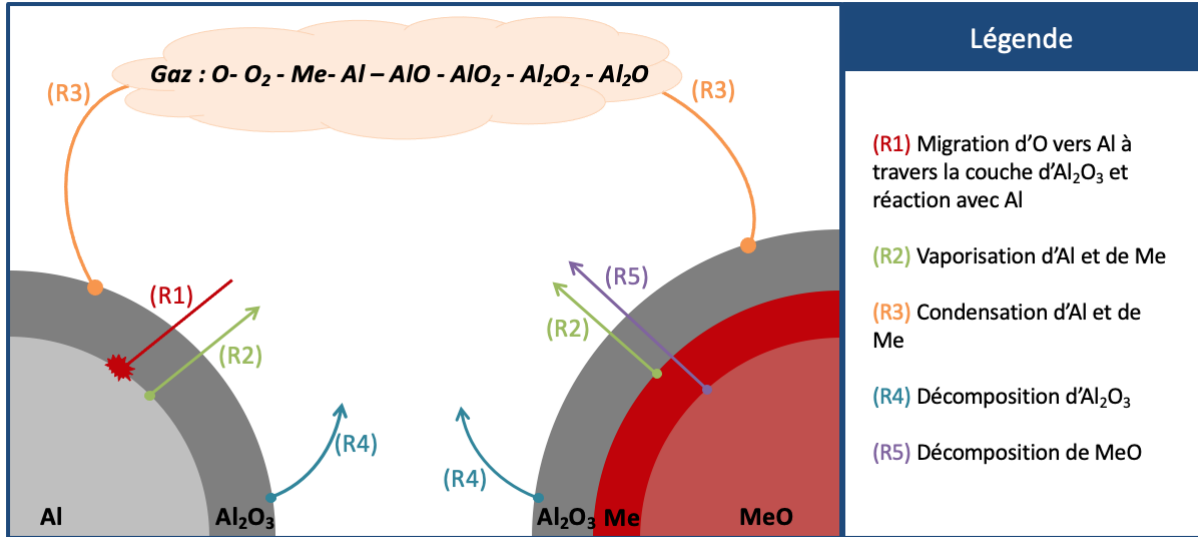 Gaz : O- O₂ - Me- Al – AlO - AlO₂ - Al₂O₂ - Al₂O
(R3)
(R3)
(R1)
(R2)
(R4)
(R5)
(R2)
(R4)
Al
Al₂O₃
Al₂O₃
Me
MeO
Légende
(R1) Migration d’O vers Al à
travers la couche d’Al₂O₃ et
réaction avec Al
(R2) Vaporisation d’Al et de Me
(R3) Condensation d’Al et de
Me
(R4) Décomposition d’Al₂O₃
(R5) Décomposition de MeO